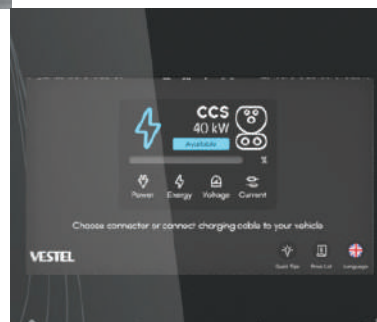 CCS
40 kW
Available
%
Power Energy Voltage Current
Choose connector or connect charging cable to your vehicle
VESTEL
Quick Tips Price List Language